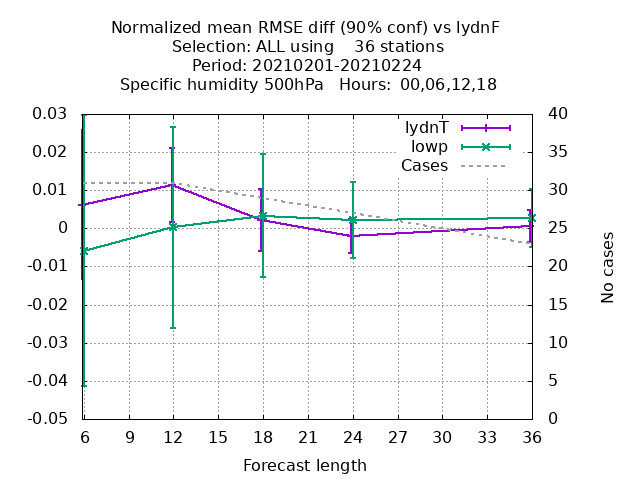 Normalized mean RMSE diff (90% conf) vs lydnF
Selection: ALL using    36 stations
Period: 20210201-20210224
Specific humidity 500hPa   Hours:  00,06,12,18
0.03
0.02
0.01
0
-0.01
-0.02
-0.03
-0.04
-0.05
lydnT
lowp
Cases
40
35
30
25
20
15
10
5
0
No cases
6 9 12 15 18 21 24 27 30 33 36
Forecast length